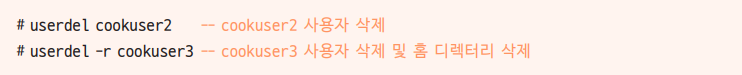 # userdel cookuser2 -- cookuser2 사용자 삭제
# userdel -r cookuser3 -- cookuser3 사용자 삭제 및 홈 디렉터리 삭제